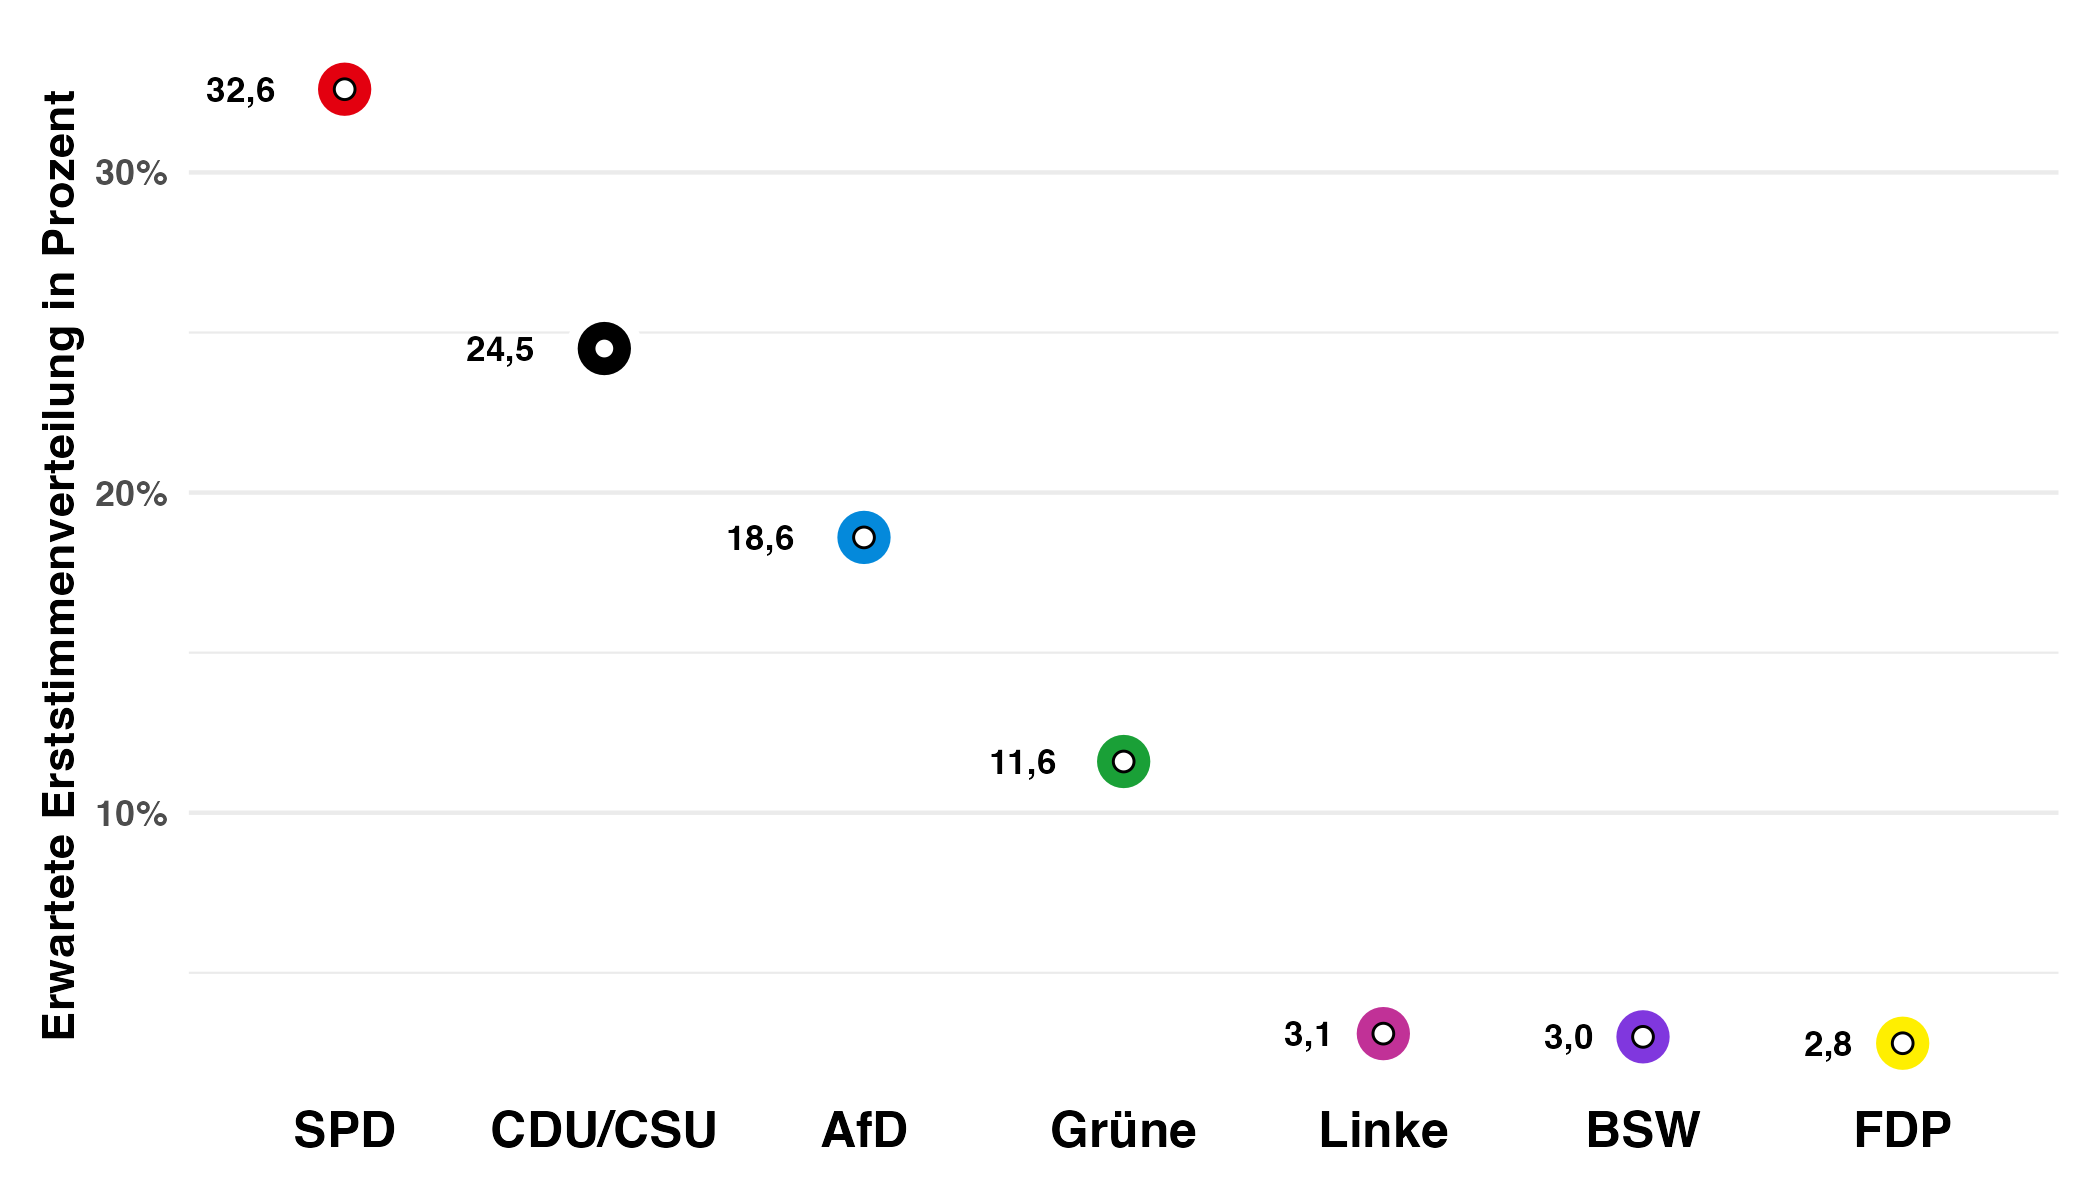 Erwartete Erststimmenverteilung in Prozent
30%
20%
10%
32,6
24,5
18,6
11,6
3,1
3,0
2,8
SPD
CDU/CSU
AfD
Grüne
Linke
BSW
FDP